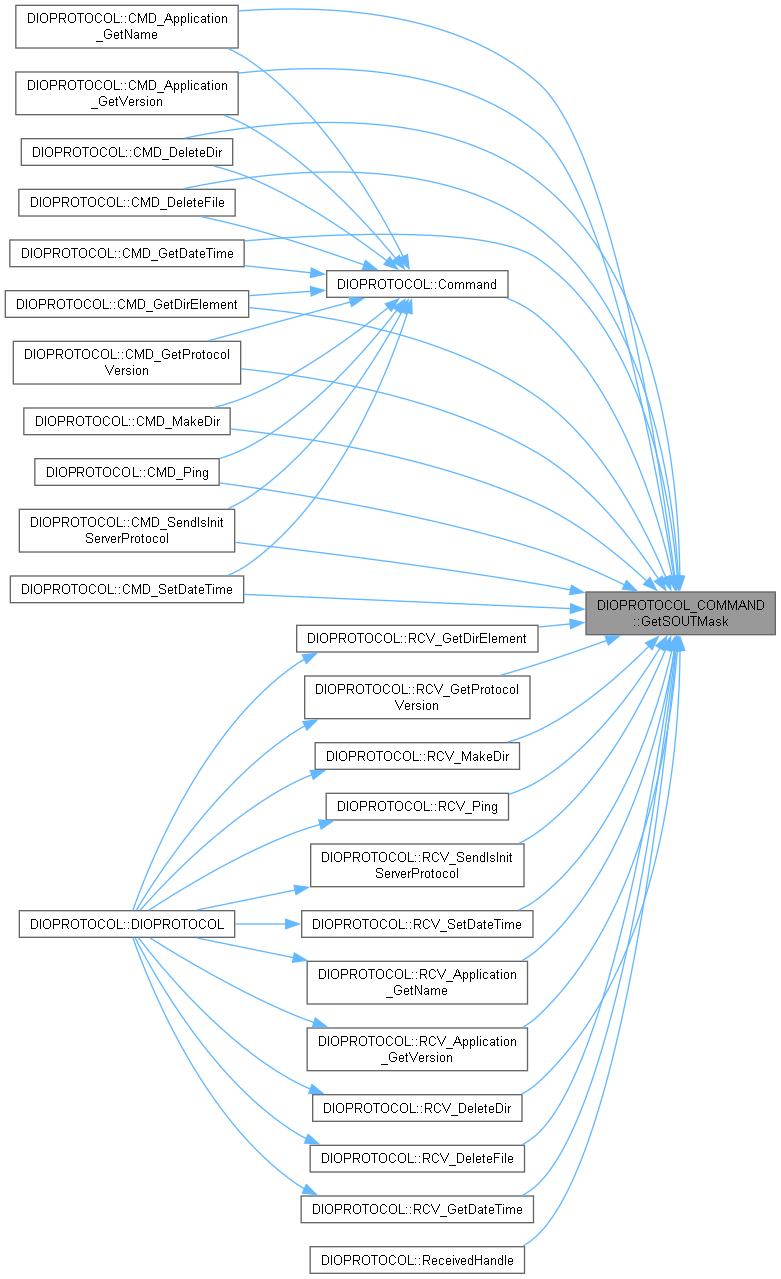 DIOPROTOCOL::CMD_Application
_GetName
DIOPROTOCOL::CMD_Application
_GetVersion
DIOPROTOCOL::CMD_DeleteDir
DIOPROTOCOL::CMD_DeleteFile
DIOPROTOCOL::CMD_GetDateTime
DIOPROTOCOL::Command
DIOPROTOCOL::CMD_GetDirElement
DIOPROTOCOL::CMD_GetProtocol
Version
DIOPROTOCOL::CMD_MakeDir
DIOPROTOCOL::CMD_Ping
DIOPROTOCOL::CMD_SendIsInit
ServerProtocol
DIOPROTOCOL::CMD_SetDateTime
DIOPROTOCOL_COMMAND
::GetSOUTMask
DIOPROTOCOL::RCV_GetDirElement
DIOPROTOCOL::RCV_GetProtocol
Version
DIOPROTOCOL::RCV_MakeDir
DIOPROTOCOL::RCV_Ping
DIOPROTOCOL::RCV_SendIsInit
ServerProtocol
DIOPROTOCOL::DIOPROTOCOL
DIOPROTOCOL::RCV_SetDateTime
DIOPROTOCOL::RCV_Application
_GetName
DIOPROTOCOL::RCV_Application
_GetVersion
DIOPROTOCOL::RCV_DeleteDir
DIOPROTOCOL::RCV_DeleteFile
DIOPROTOCOL::RCV_GetDateTime
DIOPROTOCOL::ReceivedHandle